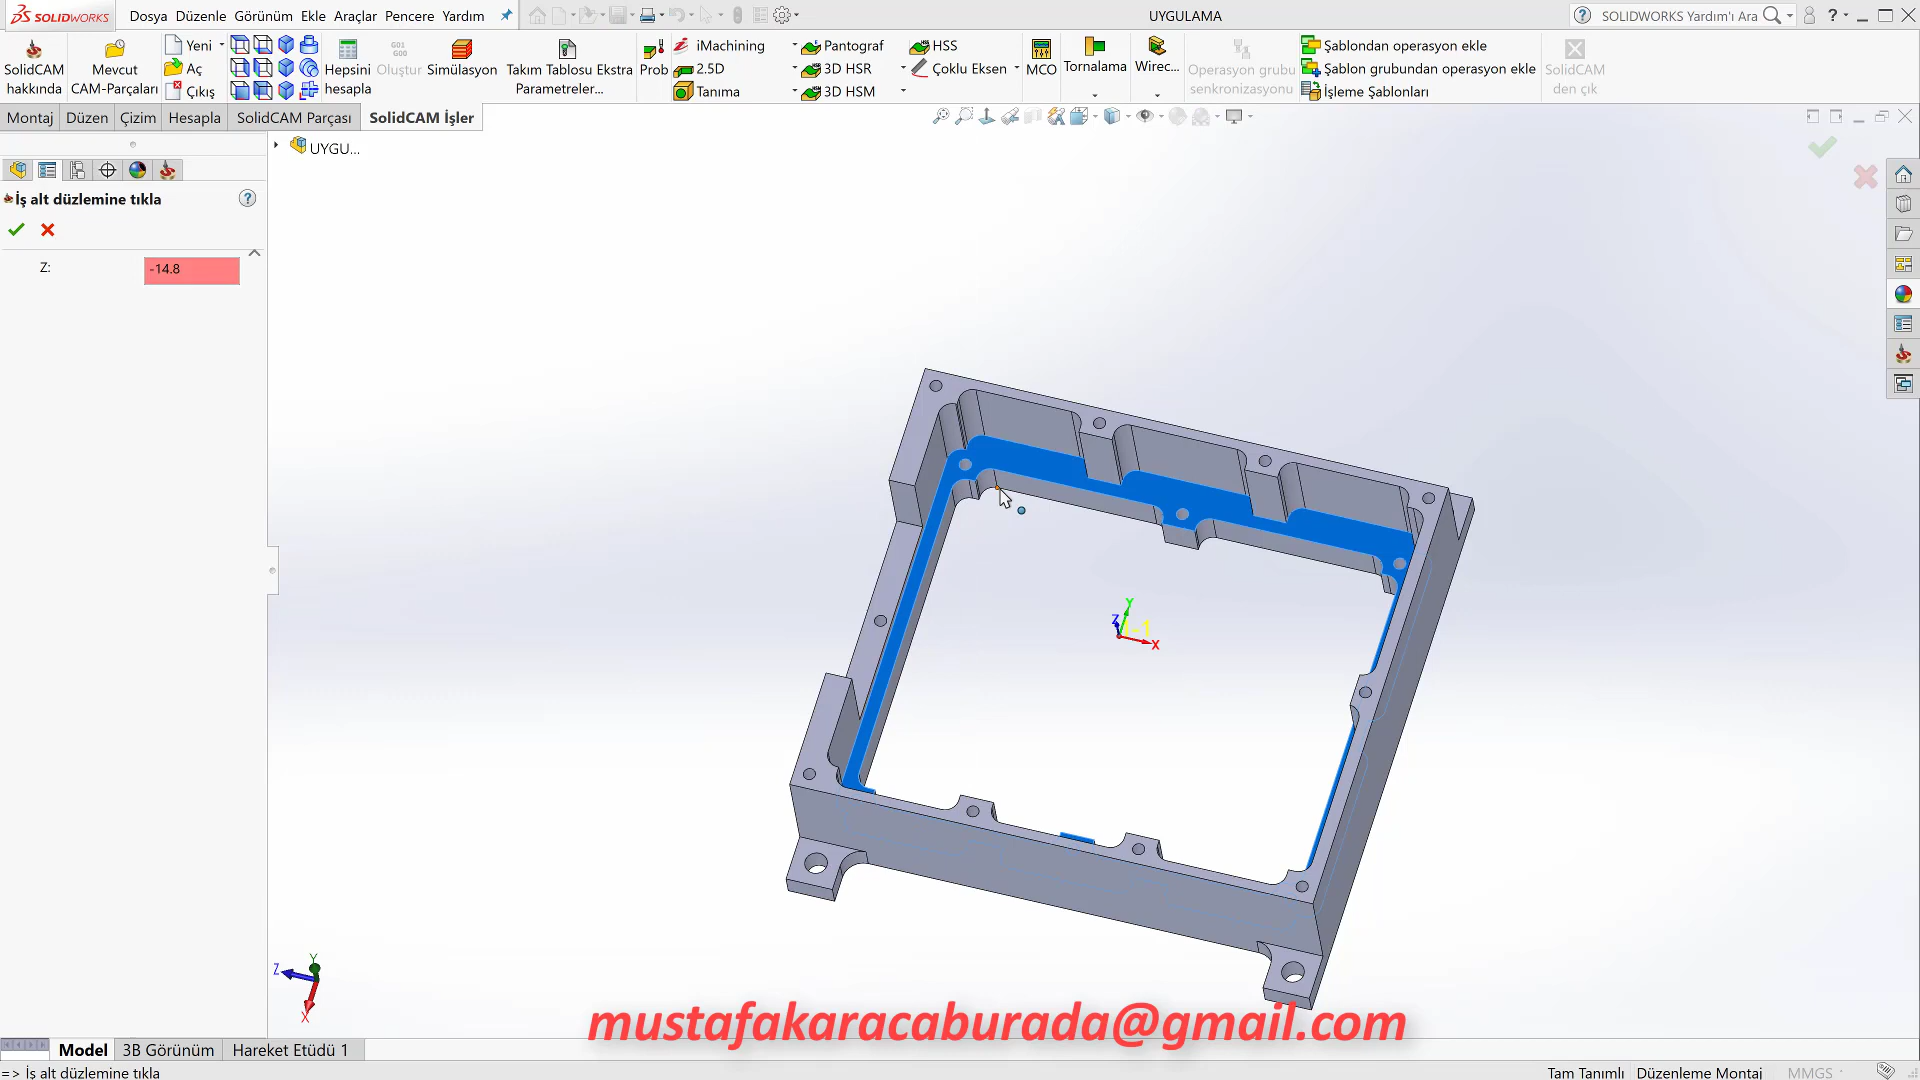 SOLIDWORKS
Dosya Düzenle Görünüm Ekle Araçlar Pencere Yardım
UYGULAMA
SOLIDWORKS Yardım'ı Ara
SolidCAM hakkında
Mevcut CAM-Parçaları
Yeni
Aç
Çıkış
Hepsini hesapla
G01 G00
Oluştur
Simülasyon
Takım Tablosu Ekstra Parametreler...
Prob
iMachining
2.5D
Tanıma
Pantograf
3D HSR
3D HSM
HSS
Çoklu Eksen
MCO
Tornalama
Wirec...
Operasyon grubu senkronizasyonu
Şablondan operasyon ekle
Şablon grubundan operasyon ekle
İşleme Şablonları
SolidCAM den çık
Montaj Düzen Çizim Hesapla SolidCAM Parçası SolidCAM İşler
UYGU...
İş alt düzlemine tıkla
Z: -14.8
Y
Z
1-1
X
Y
Z
X
mustafakaracaburada@gmail.com
Model 3B Görünüm Hareket Etüdü 1
=> İş alt düzlemine tıkla
Tam Tanımlı Düzenleme Montaj MMGS